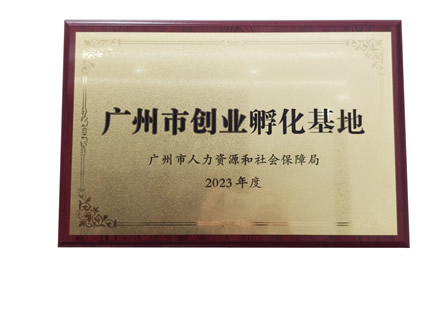 广州市创业孵化基地
广州市人力资源和社会保障局
2023年度